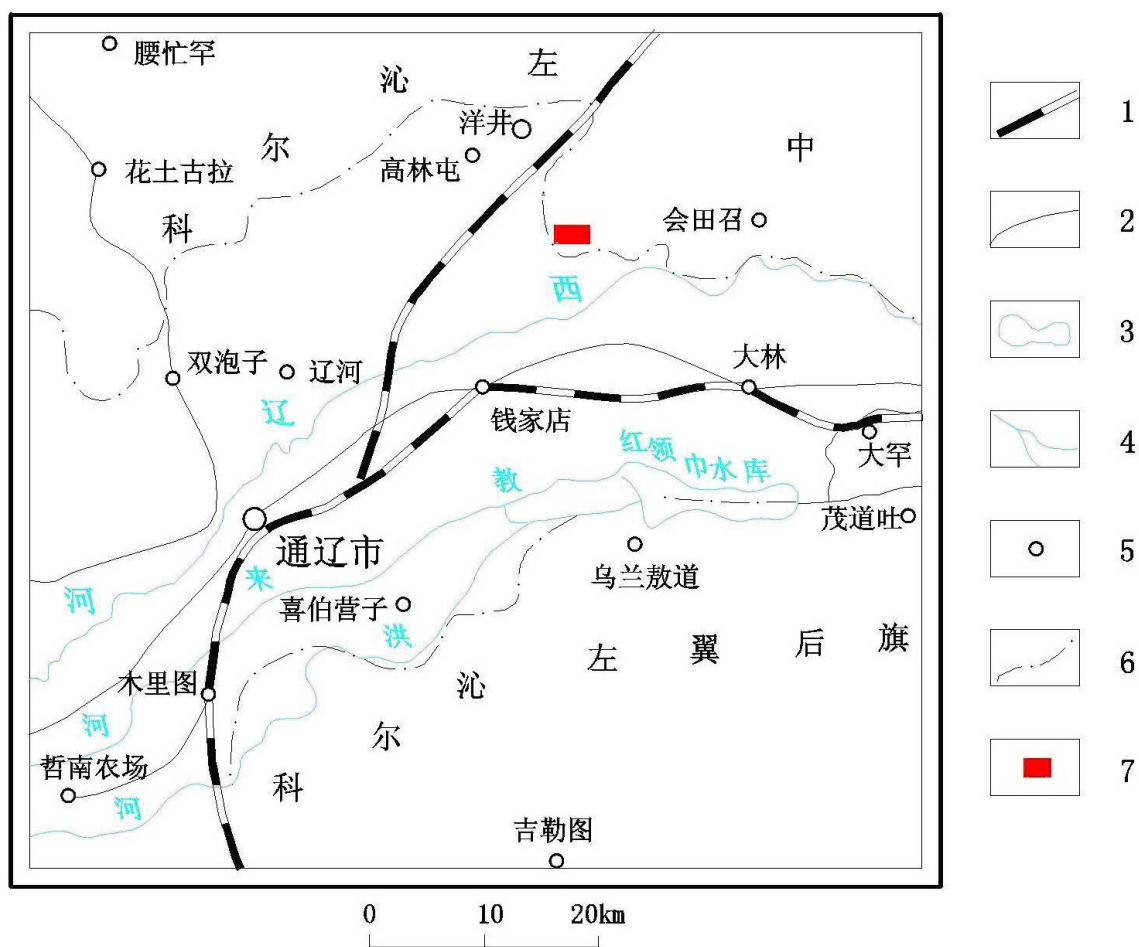 腰忙罕
左
沁
洋井
尔
高林屯
中
花土古拉
科
会田召
西
双泡子
辽河
大林
辽
钱家店
红领巾水库
大罕
教
茂道吐
通辽市
来
乌兰敖道
河
喜伯营子
洪
左翼后旗
沁
木里图
河
尔
哲南农场
科
河
吉勒图
0 10 20km
1
2
3
4
5
6
7